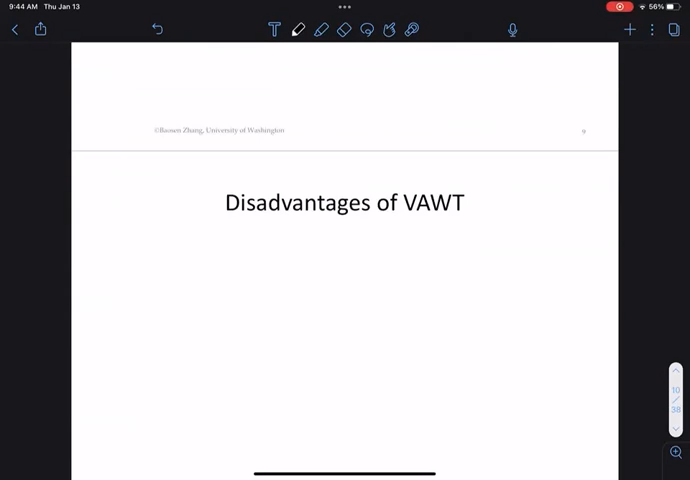 9:44 AM Thu Jan 13
56%
©Baosen Zhang, University of Washington
9
Disadvantages of VAWT
10
/
38